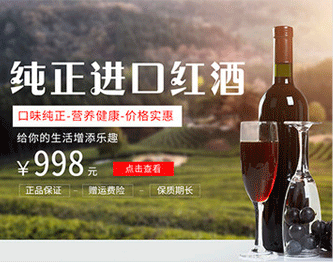 纯正进口红酒
口味纯正-营养健康-价格实惠
给你的生活增添乐趣
￥998元 点击查看
正品保证 - 赠运费险 - 保质期长